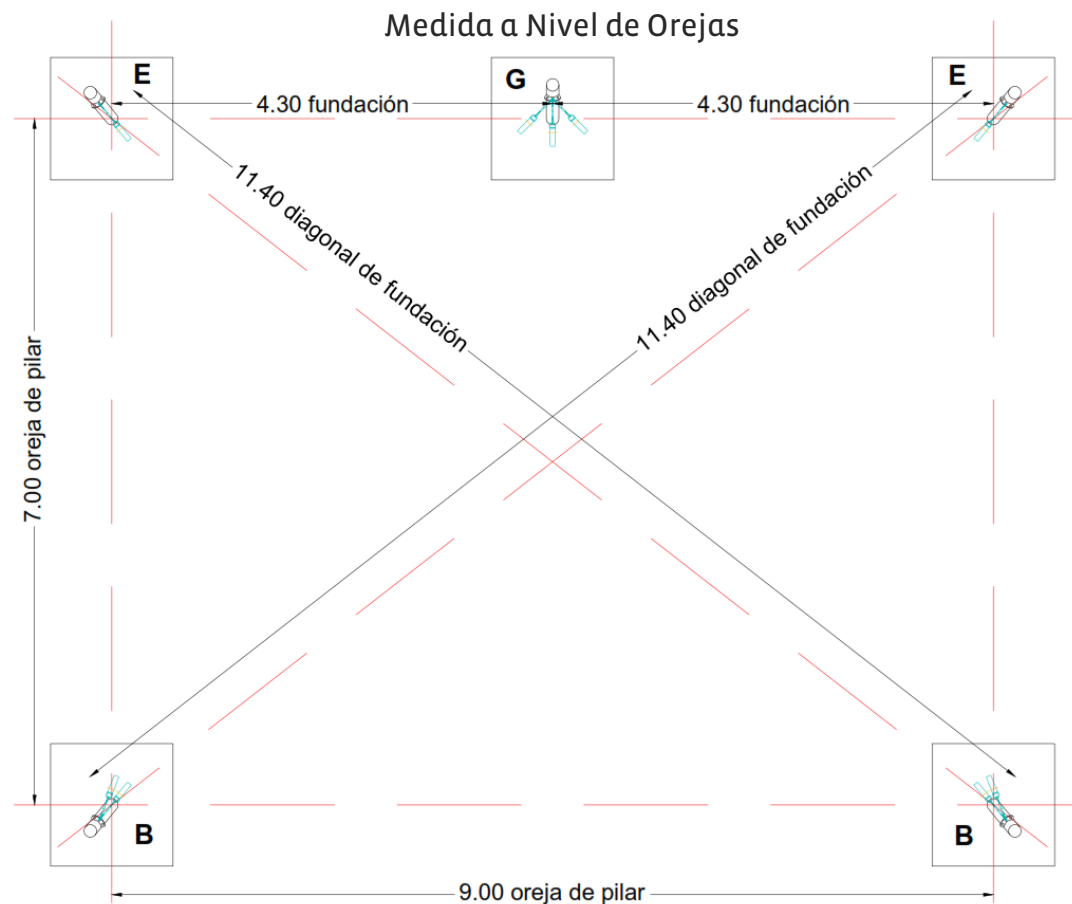 Medida a Nivel de Orejas
E
G
E
4.30 fundación
4.30 fundación
11.40 diagonal de fundación
11.40 diagonal de fundación
7.00 oreja de pilar
B
B
9.00 oreja de pilar